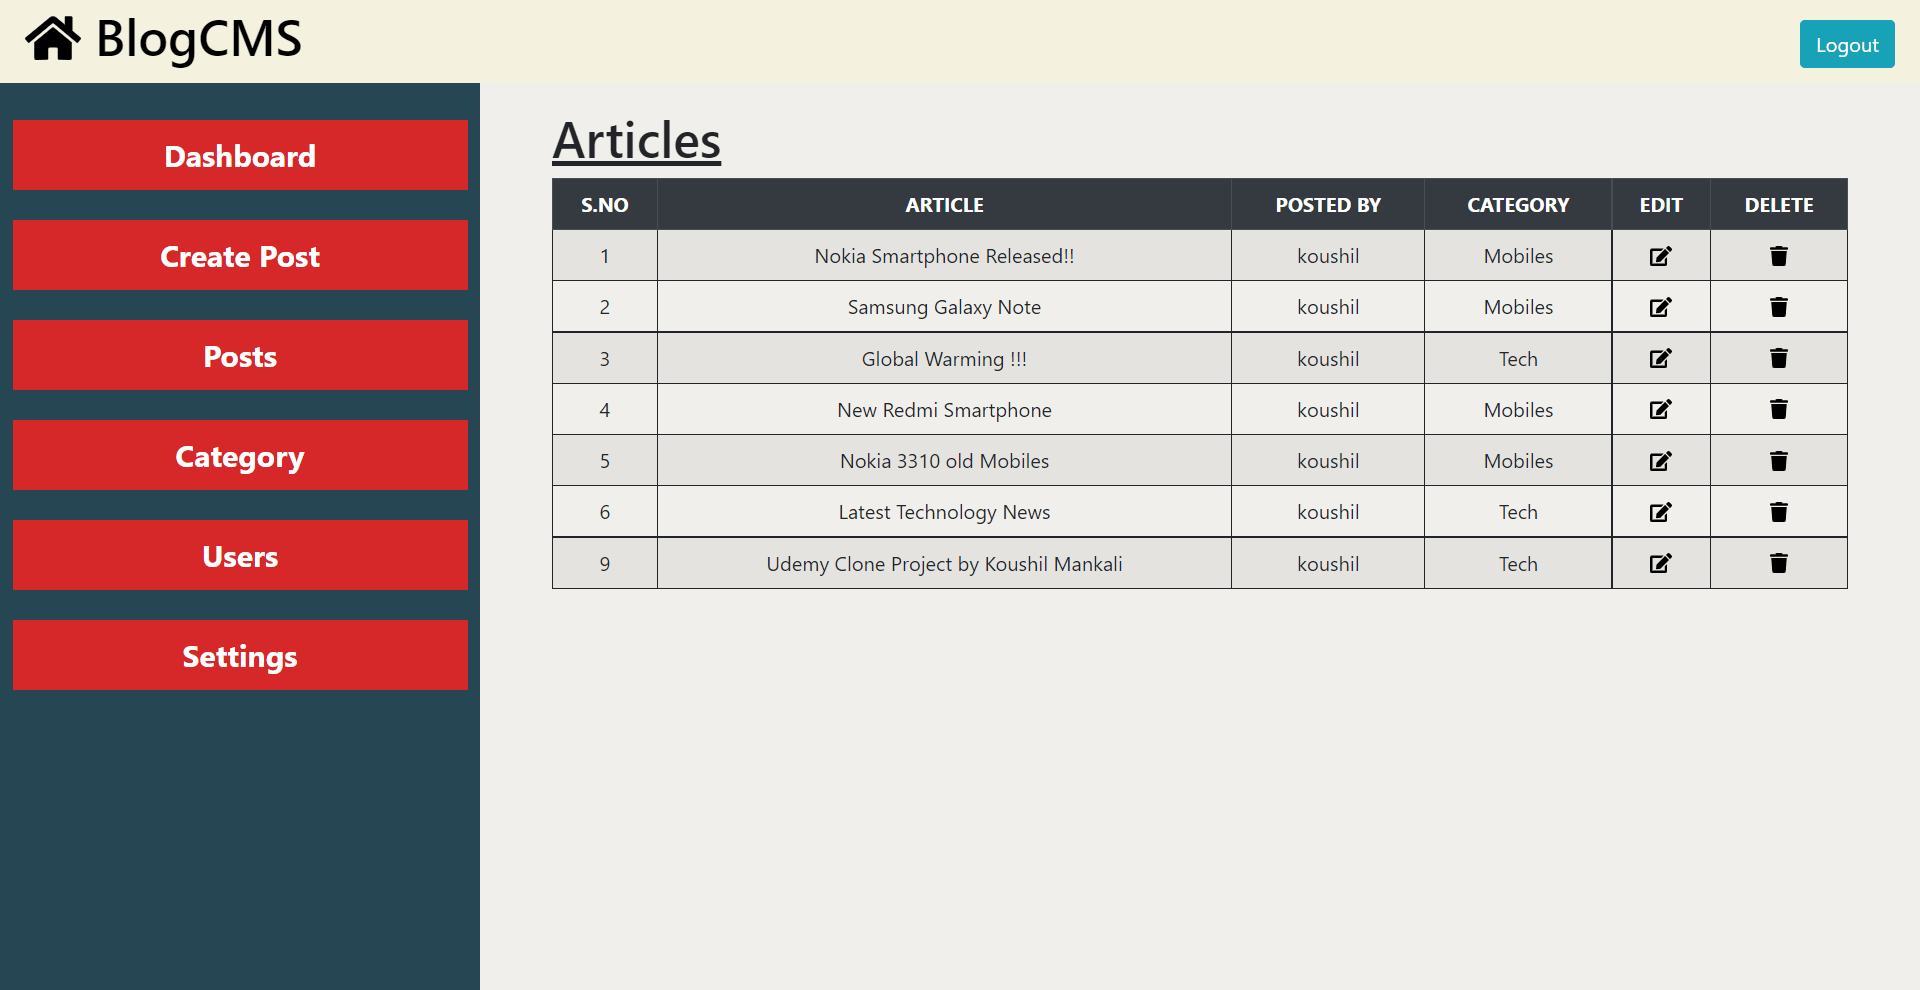 BlogCMS
Logout
Dashboard
Create Post
Posts
Category
Users
Settings
Articles
S.NO ARTICLE POSTED BY CATEGORY EDIT DELETE
1 Nokia Smartphone Released!! koushil Mobiles
2 Samsung Galaxy Note koushil Mobiles
3 Global Warming !!! koushil Tech
4 New Redmi Smartphone koushil Mobiles
5 Nokia 3310 old Mobiles koushil Mobiles
6 Latest Technology News koushil Tech
9 Udemy Clone Project by Koushil Mankali koushil Tech